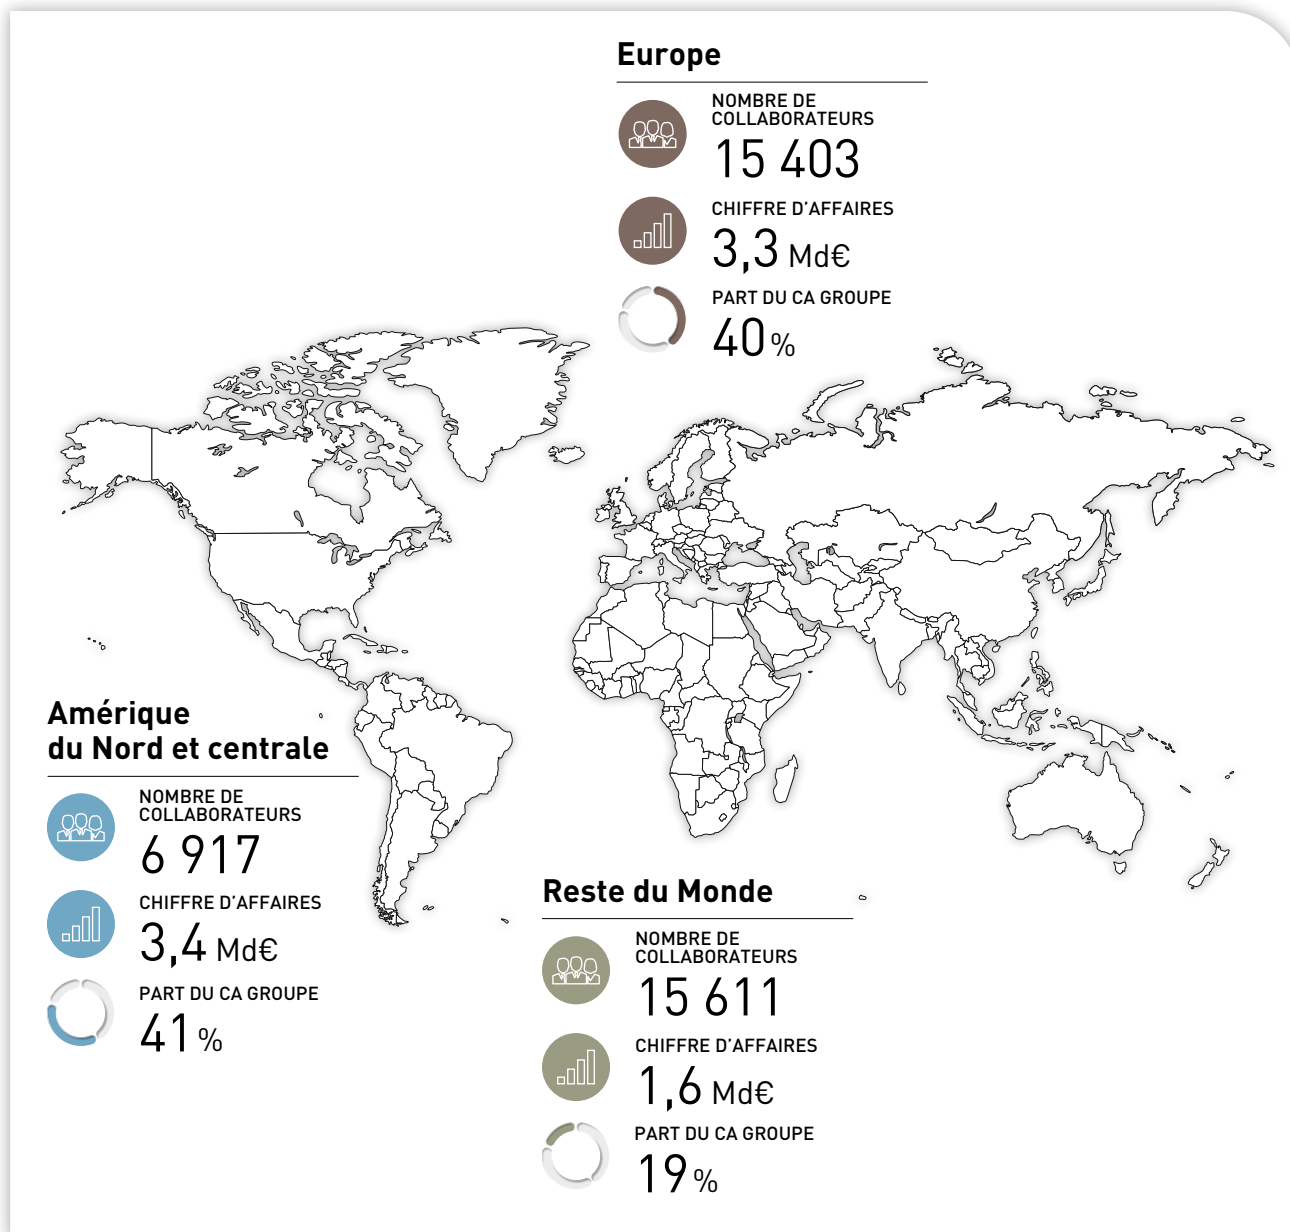 Europe
NOMBRE DE
COLLABORATEURS
15 403
CHIFFRE D’AFFAIRES
3,3 Md€
PART DU CA GROUPE
40 %
Amérique
du Nord et centrale
NOMBRE DE
COLLABORATEURS
6 917
CHIFFRE D’AFFAIRES
3,4 Md€
PART DU CA GROUPE
41 %
Reste du Monde
NOMBRE DE
COLLABORATEURS
15 611
CHIFFRE D’AFFAIRES
1,6 Md€
PART DU CA GROUPE
19 %